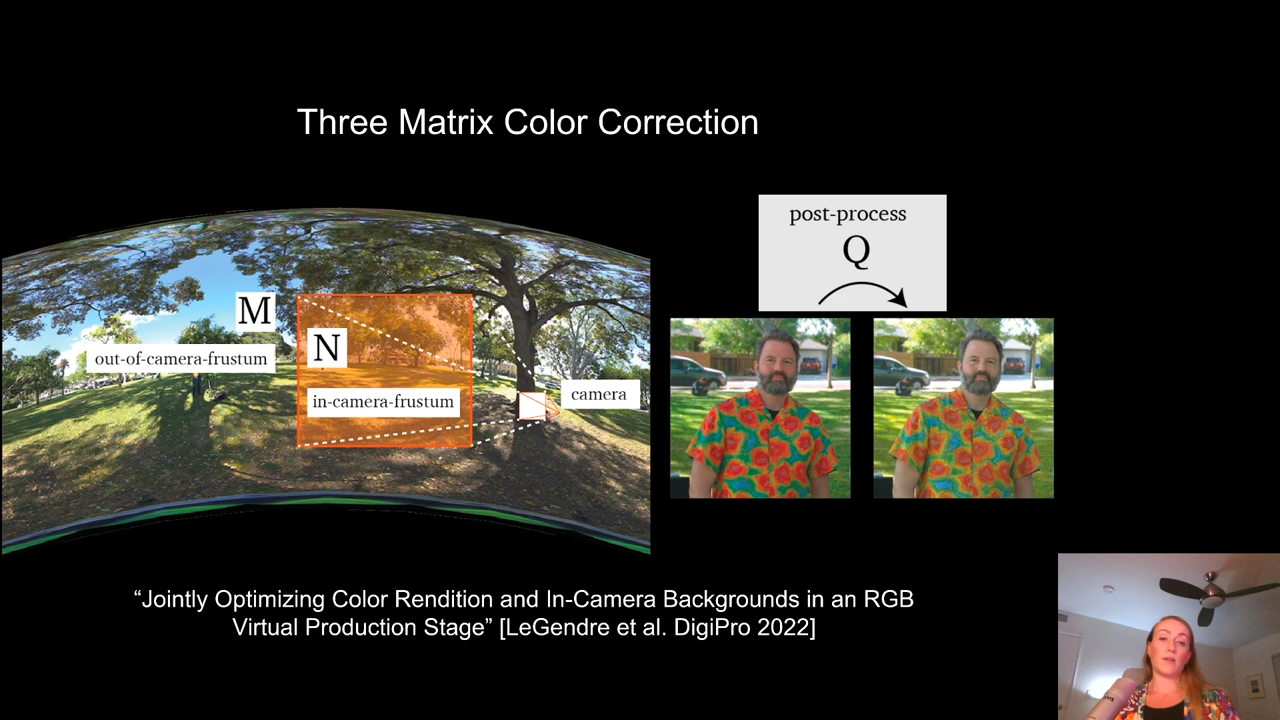 Three Matrix Color Correction
post-process
Q
M
out-of-camera-frustum
N
in-camera-frustum
camera
“Jointly Optimizing Color Rendition and In-Camera Backgrounds in an RGB
Virtual Production Stage” [LeGendre et al. DigiPro 2022]